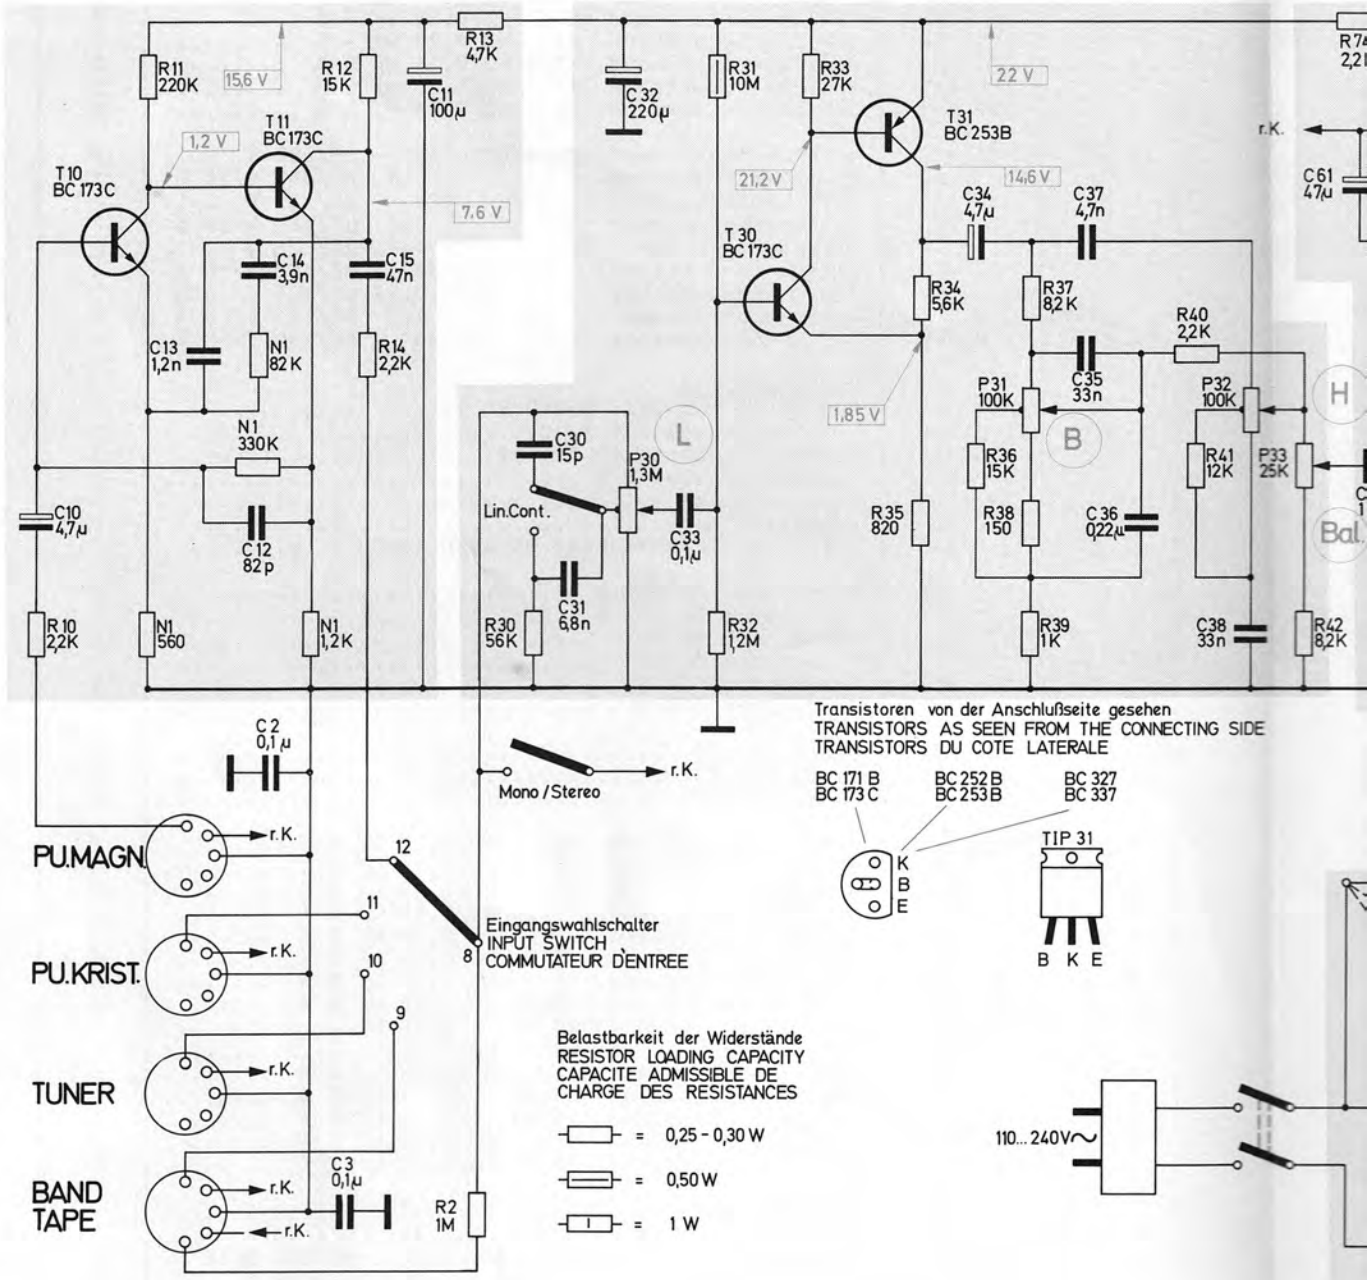 R11
220K
15,6 V
R12
15K
C11
100µ
R13
4,7K
C32
220µ
R31
10M
R33
27K
T31
BC 253B
22 V
R74
r.K.
C61
47µ
T10
BC 173C
1,2 V
T11
BC 173C
7,6 V
21,2 V
14,6 V
C34
4,7µ
C37
4,7n
T 30
BC 173C
C14
3,9n
C15
47n
R34
5,6K
R37
8,2 K
R40
2,2K
C13
1,2n
N1
82K
R14
2,2K
C35
33n
1,85 V
P31
100K
P32
100K
H
L
B
N1
330K
C30
15p
P30
1,3M
R36
15K
R41
12K
P33
25K
C10
4,7µ
Lin.Cont.
C33
0,1µ
R35
820
R38
150
C36
0,22µ
Bal.
C12
82p
C31
6,8n
R10
2,2K
N1
560
N1
1,2K
R30
56K
R32
1,2M
R39
1K
C38
33n
R42
8,2K
Transistoren von der Anschlußseite gesehen
TRANSISTORS AS SEEN FROM THE CONNECTING SIDE
TRANSISTORS DU COTE LATERALE
C 2
0,1µ
Mono/Stereo
r.K.
BC 171 B
BC 173 C
BC 252 B
BC 253 B
BC 327
BC 337
K
B
E
TIP 31
B K E
PU.MAGN.
r.K.
12
11
Eingangswahlschalter
INPUT SWITCH
COMMUTATEUR D'ENTREE
8
PU.KRIST.
r.K.
10
9
TUNER
r.K.
Belastbarkeit der Widerstände
RESISTOR LOADING CAPACITY
CAPACITE ADMISSIBLE DE
CHARGE DES RESISTANCES
= 0,25 - 0,30 W
= 0,50 W
= 1 W
110...240V~
BAND
TAPE
r.K.
r.K.
C 3
0,1µ
R2
1M